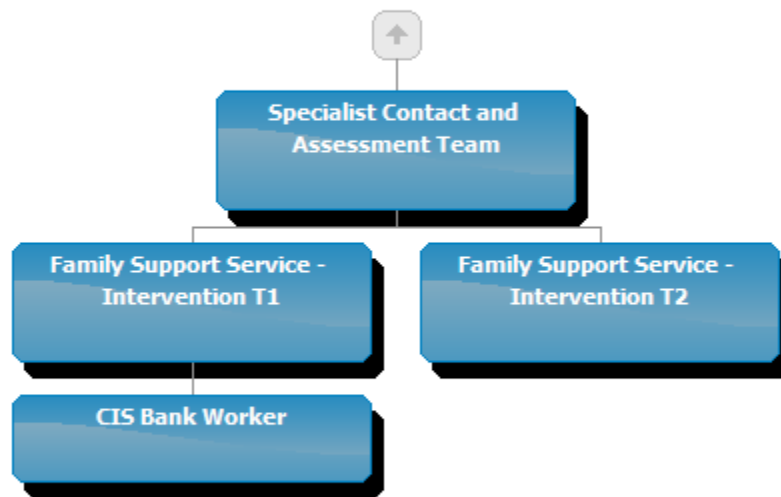 Specialist Contact and
Assessment Team
Family Support Service -
Intervention T1
Family Support Service -
Intervention T2
CIS Bank Worker